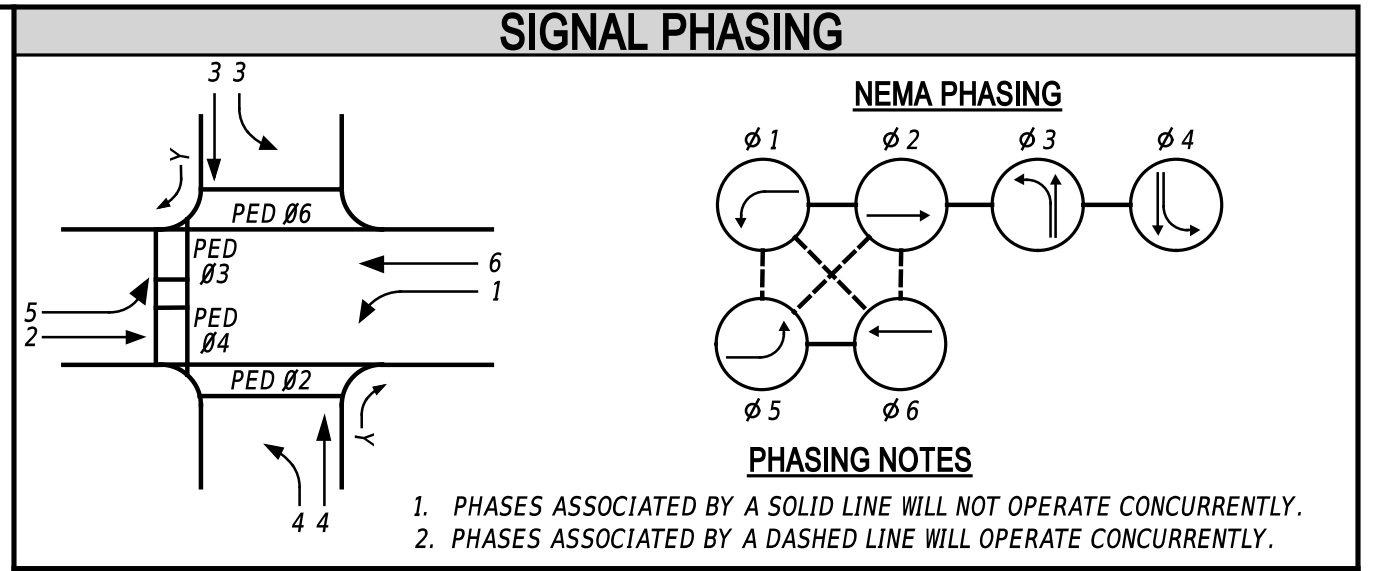 SIGNAL PHASING
3 3
Y
PED Ø6
PED
Ø3
6
1
5
2
PED
Ø4
PED Ø2
Y
4 4
NEMA PHASING
ø 1
ø 2
ø 3
ø 4
ø 5
ø 6
PHASING NOTES
1. PHASES ASSOCIATED BY A SOLID LINE WILL NOT OPERATE CONCURRENTLY.
2. PHASES ASSOCIATED BY A DASHED LINE WILL OPERATE CONCURRENTLY.